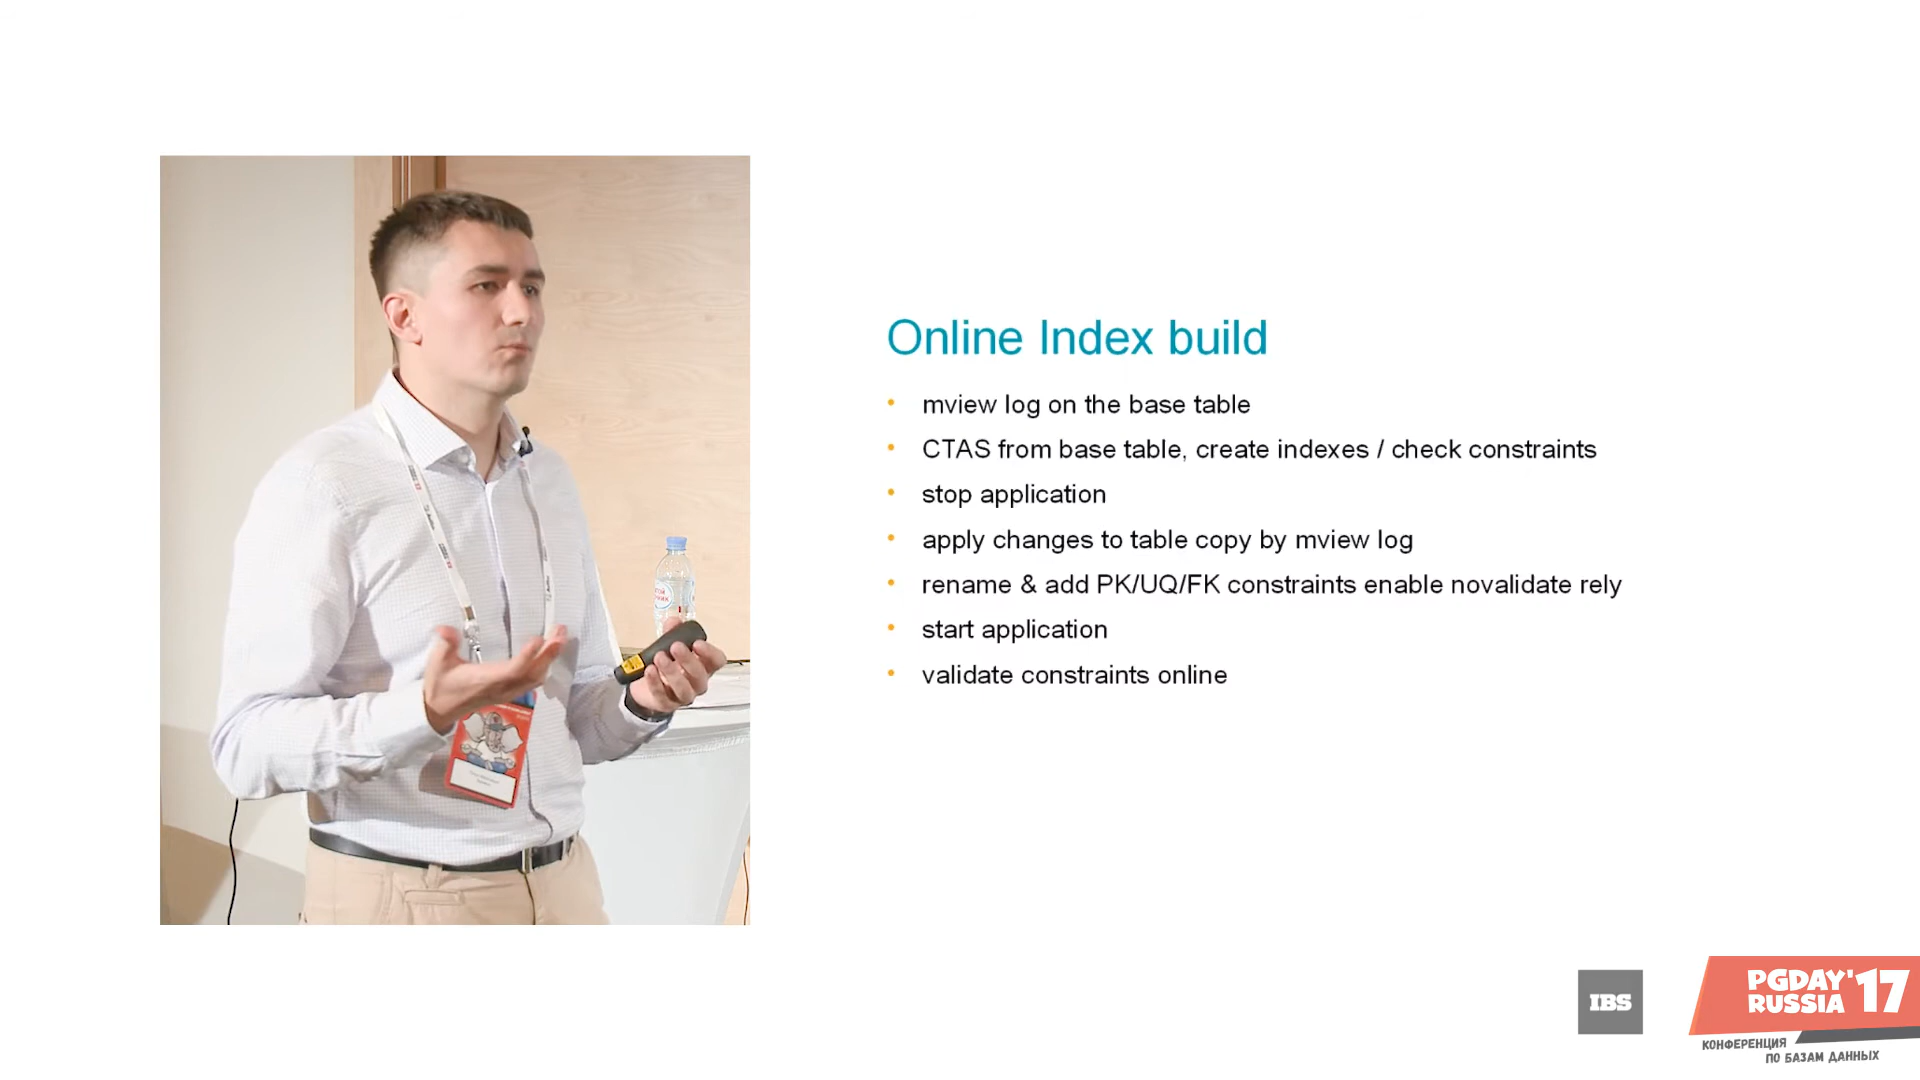 Online Index build
• mview log on the base table
• CTAS from base table, create indexes / check constraints
• stop application
• apply changes to table copy by mview log
• rename & add PK/UQ/FK constraints enable novalidate rely
• start application
• validate constraints online
IBS
PGDAY'17
RUSSIA
КОНФЕРЕНЦИЯ
ПО БАЗАМ ДАННЫХ